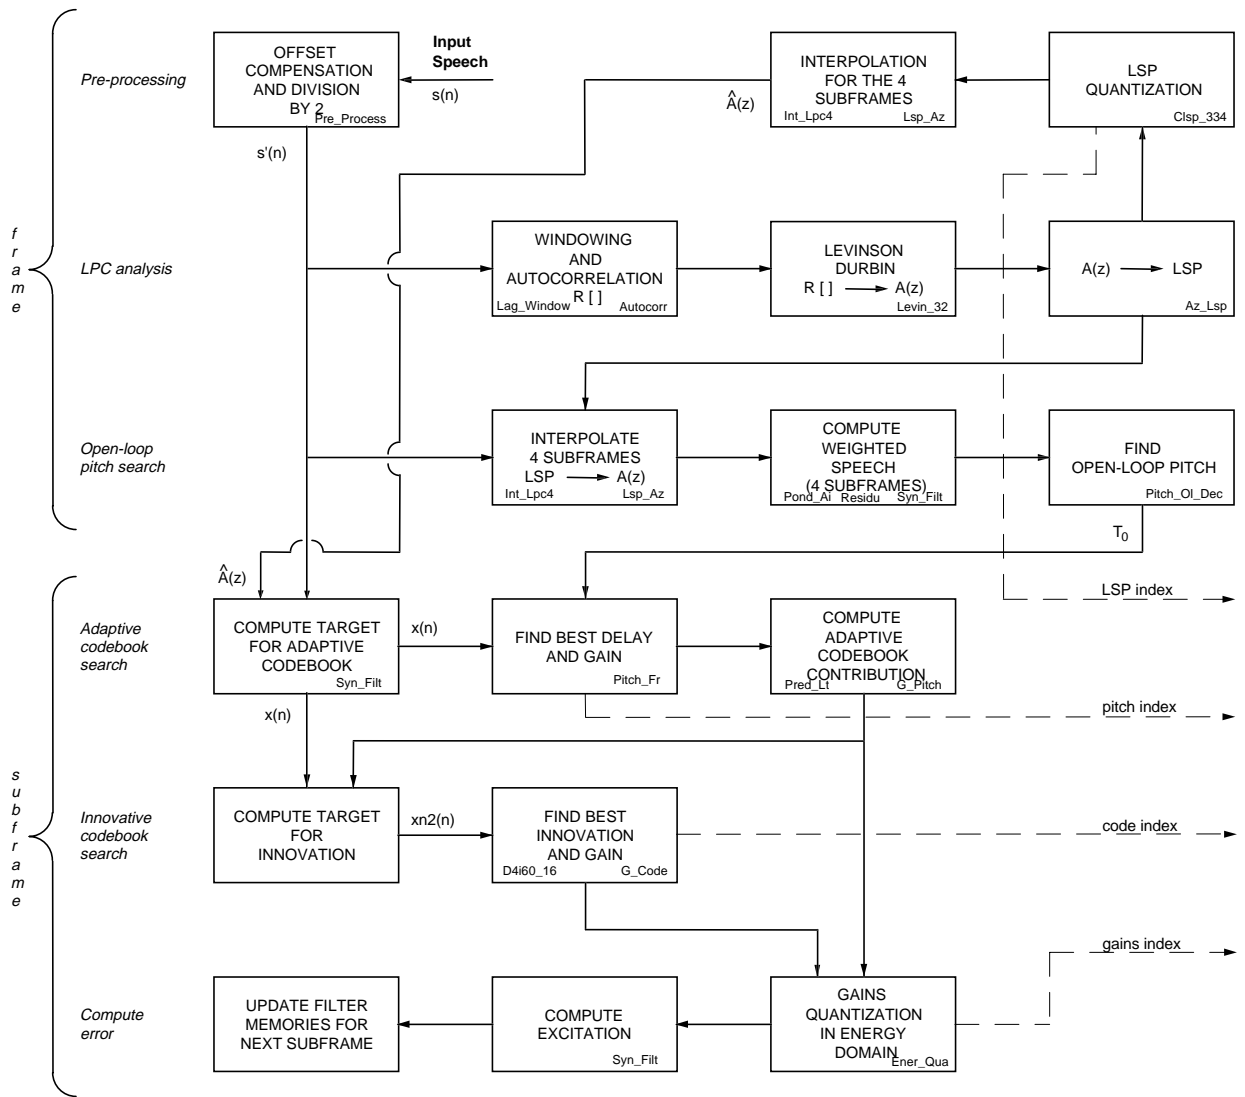 Pre-processing
OFFSET
COMPENSATION
AND DIVISION
BY 2
Pre_Process
Input
Speech
s(n)
s'(n)
Â(z)
INTERPOLATION
FOR THE 4
SUBFRAMES
Int_Lpc4 Lsp_Az
LSP
QUANTIZATION
Clsp_334
frame
LPC analysis
WINDOWING
AND
AUTOCORRELATION
R [ ]
Lag_Window Autocorr
LEVINSON
DURBIN
R [ ] A(z)
Levin_32
A(z) LSP
Az_Lsp
Open-loop
pitch search
INTERPOLATE
4 SUBFRAMES
LSP A(z)
Int_Lpc4 Lsp_Az
COMPUTE
WEIGHTED
SPEECH
(4 SUBFRAMES)
Pond_Ai Residu Syn_Filt
FIND
OPEN-LOOP PITCH
Pitch_Ol_Dec
T0
Â(z)
LSP index
Adaptive
codebook
search
COMPUTE TARGET
FOR ADAPTIVE
CODEBOOK
Syn_Filt
x(n)
FIND BEST DELAY
AND GAIN
Pitch_Fr
COMPUTE
ADAPTIVE
CODEBOOK
CONTRIBUTION
Pred_Lt G_Pitch
x(n)
pitch index
subframe
Innovative
codebook
search
COMPUTE TARGET
FOR
INNOVATION
xn2(n)
FIND BEST
INNOVATION
AND GAIN
D4i60_16 G_Code
code index
gains index
Compute
error
UPDATE FILTER
MEMORIES FOR
NEXT SUBFRAME
COMPUTE
EXCITATION
Syn_Filt
GAINS
QUANTIZATION
IN ENERGY
DOMAIN
Ener_Qua